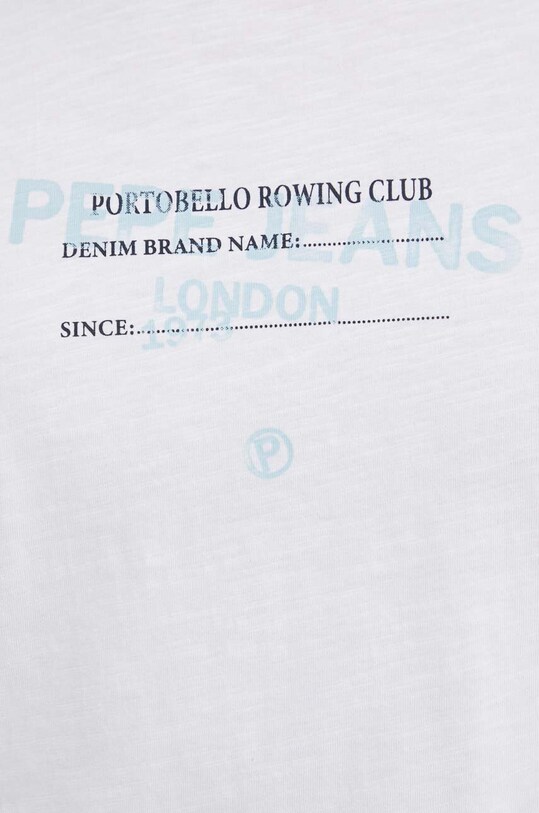 PORTOBELLO ROWING CLUB
PEPE JEANS
DENIM BRAND NAME:............................
LONDON
SINCE:................................................................
1973
P